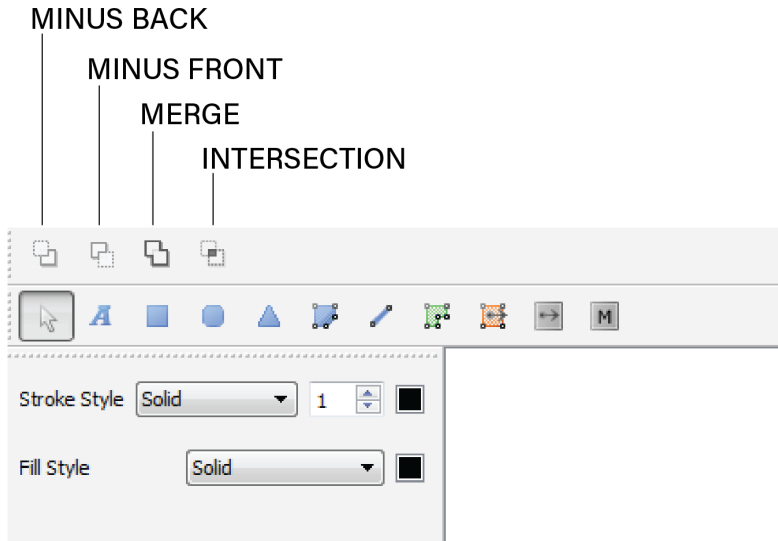 MINUS BACK
MINUS FRONT
MERGE
INTERSECTION
A M
Stroke Style Solid 1
Fill Style Solid